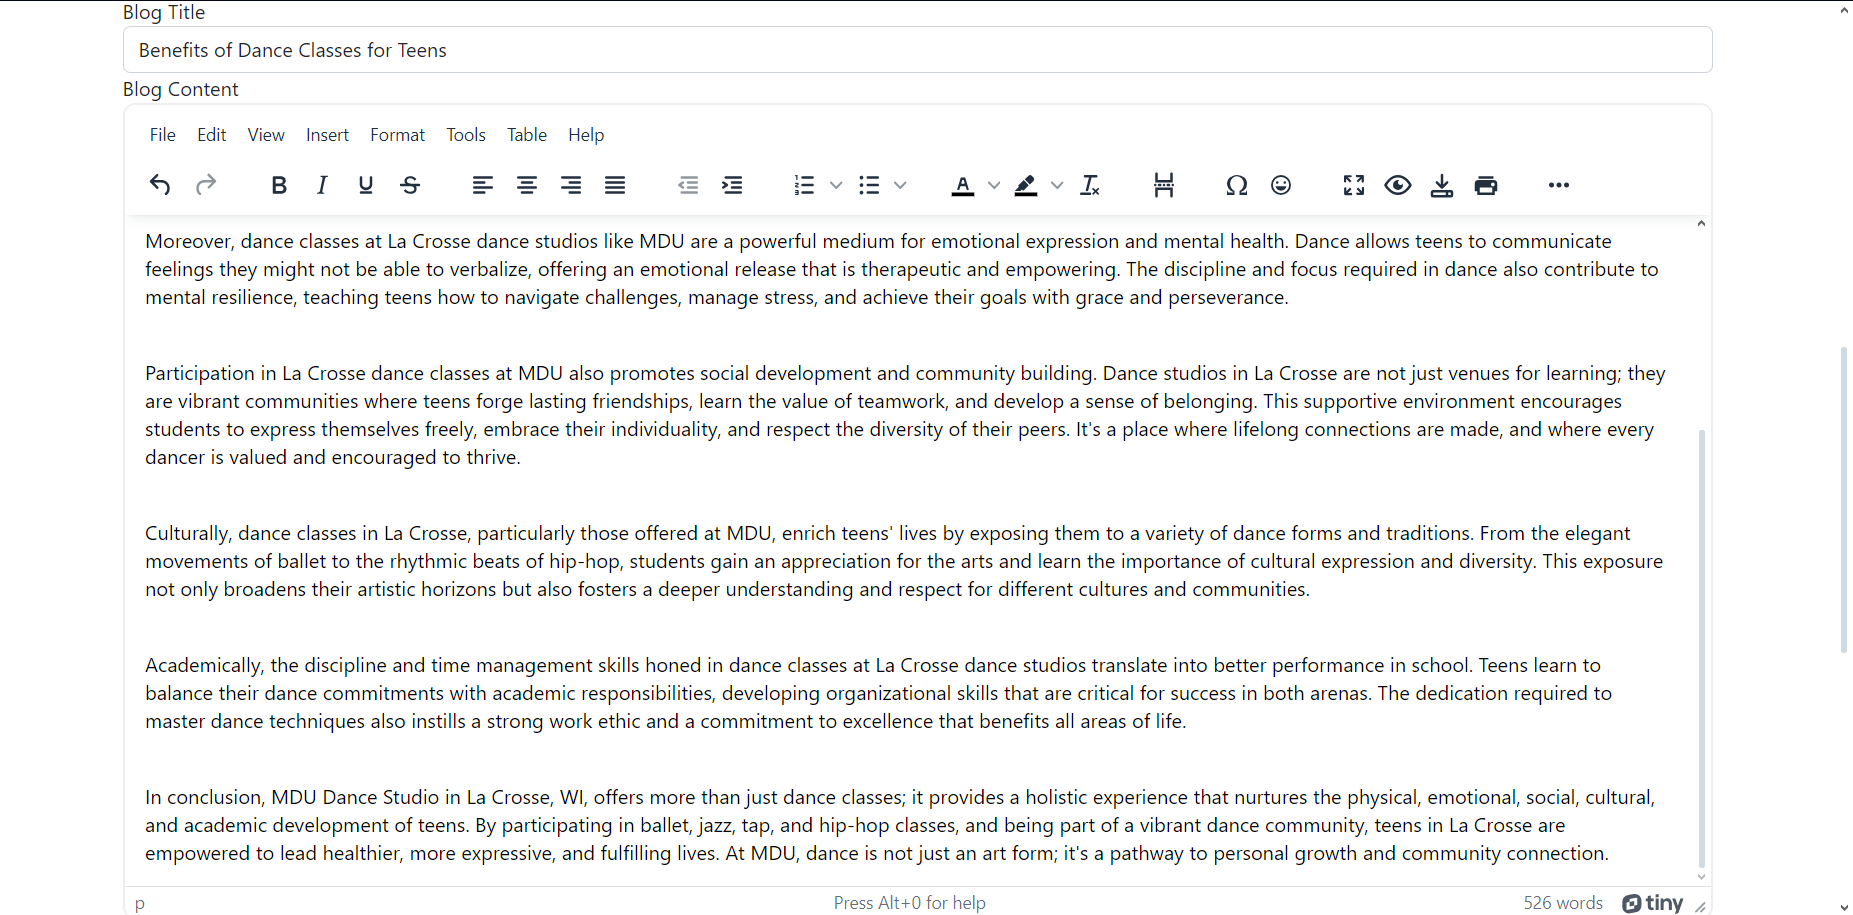 Blog Title
Benefits of Dance Classes for Teens
Blog Content
File Edit View Insert Format Tools Table Help
Moreover, dance classes at La Crosse dance studios like MDU are a powerful medium for emotional expression and mental health. Dance allows teens to communicate
feelings they might not be able to verbalize, offering an emotional release that is therapeutic and empowering. The discipline and focus required in dance also contribute to
mental resilience, teaching teens how to navigate challenges, manage stress, and achieve their goals with grace and perseverance.
Participation in La Crosse dance classes at MDU also promotes social development and community building. Dance studios in La Crosse are not just venues for learning; they
are vibrant communities where teens forge lasting friendships, learn the value of teamwork, and develop a sense of belonging. This supportive environment encourages
students to express themselves freely, embrace their individuality, and respect the diversity of their peers. It's a place where lifelong connections are made, and where every
dancer is valued and encouraged to thrive.
Culturally, dance classes in La Crosse, particularly those offered at MDU, enrich teens' lives by exposing them to a variety of dance forms and traditions. From the elegant
movements of ballet to the rhythmic beats of hip-hop, students gain an appreciation for the arts and learn the importance of cultural expression and diversity. This exposure
not only broadens their artistic horizons but also fosters a deeper understanding and respect for different cultures and communities.
Academically, the discipline and time management skills honed in dance classes at La Crosse dance studios translate into better performance in school. Teens learn to
balance their dance commitments with academic responsibilities, developing organizational skills that are critical for success in both arenas. The dedication required to
master dance techniques also instills a strong work ethic and a commitment to excellence that benefits all areas of life.
In conclusion, MDU Dance Studio in La Crosse, WI, offers more than just dance classes; it provides a holistic experience that nurtures the physical, emotional, social, cultural,
and academic development of teens. By participating in ballet, jazz, tap, and hip-hop classes, and being part of a vibrant dance community, teens in La Crosse are
empowered to lead healthier, more expressive, and fulfilling lives. At MDU, dance is not just an art form; it's a pathway to personal growth and community connection.
p Press Alt+0 for help 526 words tiny